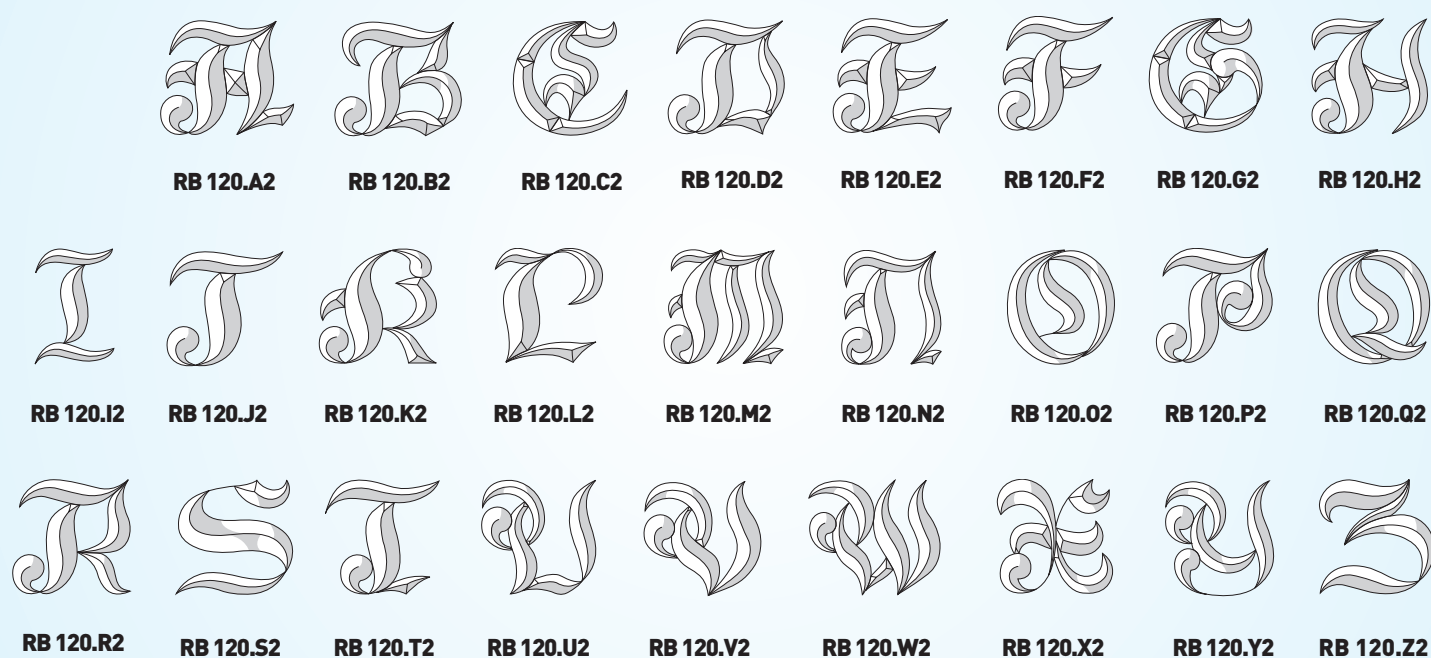 A B C D E F G H
RB 120.A2 RB 120.B2 RB 120.C2 RB 120.D2 RB 120.E2 RB 120.F2 RB 120.G2 RB 120.H2
I J K L M N O P Q
RB 120.I2 RB 120.J2 RB 120.K2 RB 120.L2 RB 120.M2 RB 120.N2 RB 120.O2 RB 120.P2 RB 120.Q2
R S T U V W X Y Z
RB 120.R2 RB 120.S2 RB 120.T2 RB 120.U2 RB 120.V2 RB 120.W2 RB 120.X2 RB 120.Y2 RB 120.Z2